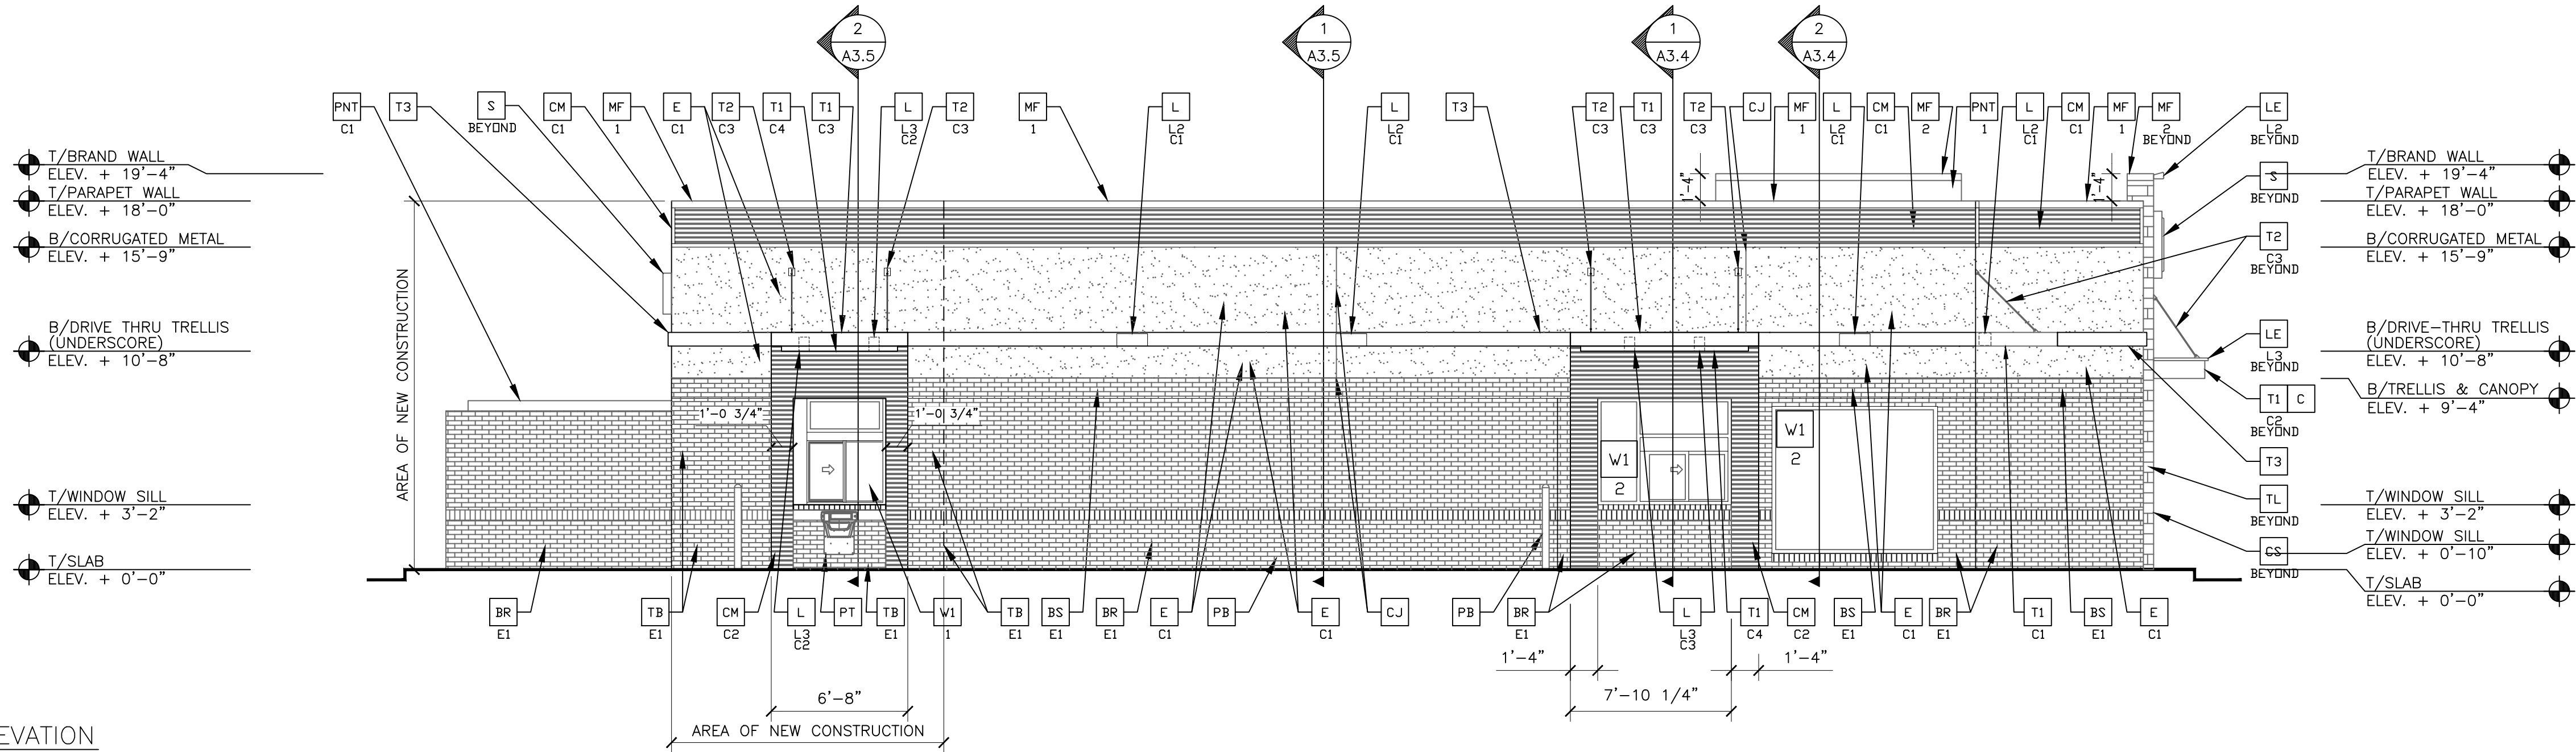 2
A3.5
1
A3.5
1
A3.4
2
A3.4
PNT
C1
T3
S
BEYOND
CM
C1
MF
1
E
C1
T2
C3
T1
C4
T1
C3
L
L3
C2
T2
C3
MF
1
L
L2
C1
L
L2
C1
T3
T2
C3
T1
C3
T2
C3
CJ
MF
1
L
L2
C1
CM
C1
MF
2
PNT
1
L
L2
C1
CM
C1
MF
1
MF
2
BEYOND
LE
L2
BEYOND
T/BRAND WALL
ELEV. + 19'-4"
T/PARAPET WALL
ELEV. + 18'-0"
B/CORRUGATED METAL
ELEV. + 15'-9"
B/DRIVE THRU TRELLIS
(UNDERSCORE)
ELEV. + 10'-8"
T/WINDOW SILL
ELEV. + 3'-2"
T/SLAB
ELEV. + 0'-0"
AREA OF NEW CONSTRUCTION
1'-0 3/4"
1'-0 3/4"
1'-4"
1'-4"
W1
2
W1
2
S
BEYOND
T2
C3
BEYOND
LE
L3
BEYOND
T1 C
C2
BEYOND
T3
TL
BEYOND
CS
BEYOND
T/BRAND WALL
ELEV. + 19'-4"
T/PARAPET WALL
ELEV. + 18'-0"
B/CORRUGATED METAL
ELEV. + 15'-9"
B/DRIVE-THRU TRELLIS
(UNDERSCORE)
ELEV. + 10'-8"
B/TRELLIS & CANOPY
ELEV. + 9'-4"
T/WINDOW SILL
ELEV. + 3'-2"
T/WINDOW SILL
ELEV. + 0'-10"
T/SLAB
ELEV. + 0'-0"
BR
E1
TB
E1
CM
C2
L
L3
C2
PT
TB
E1
W1
1
TB
E1
BS
E1
BR
E1
E
C1
PB
E
C1
CJ
PB
BR
E1
L
L3
C3
T1
C4
CM
C2
BS
E1
E
C1
BR
E1
T1
C1
BS
E1
E
C1
1'-4"
1'-4"
6'-8"
7'-10 1/4"
AREA OF NEW CONSTRUCTION
EVATION